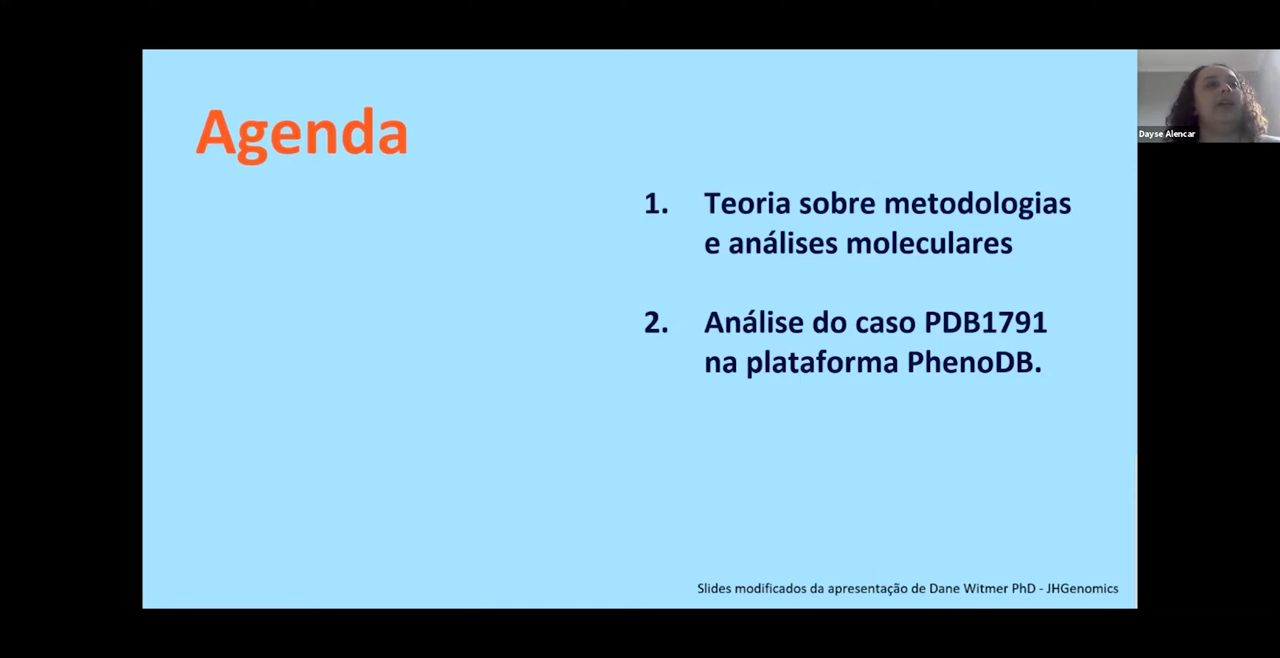 Agenda
1. Teoria sobre metodologias
e análises moleculares
2. Análise do caso PDB1791
na plataforma PhenoDB.
Slides modificados da apresentação de Dane Witmer PhD - JHGenomics
Dayse Alencar